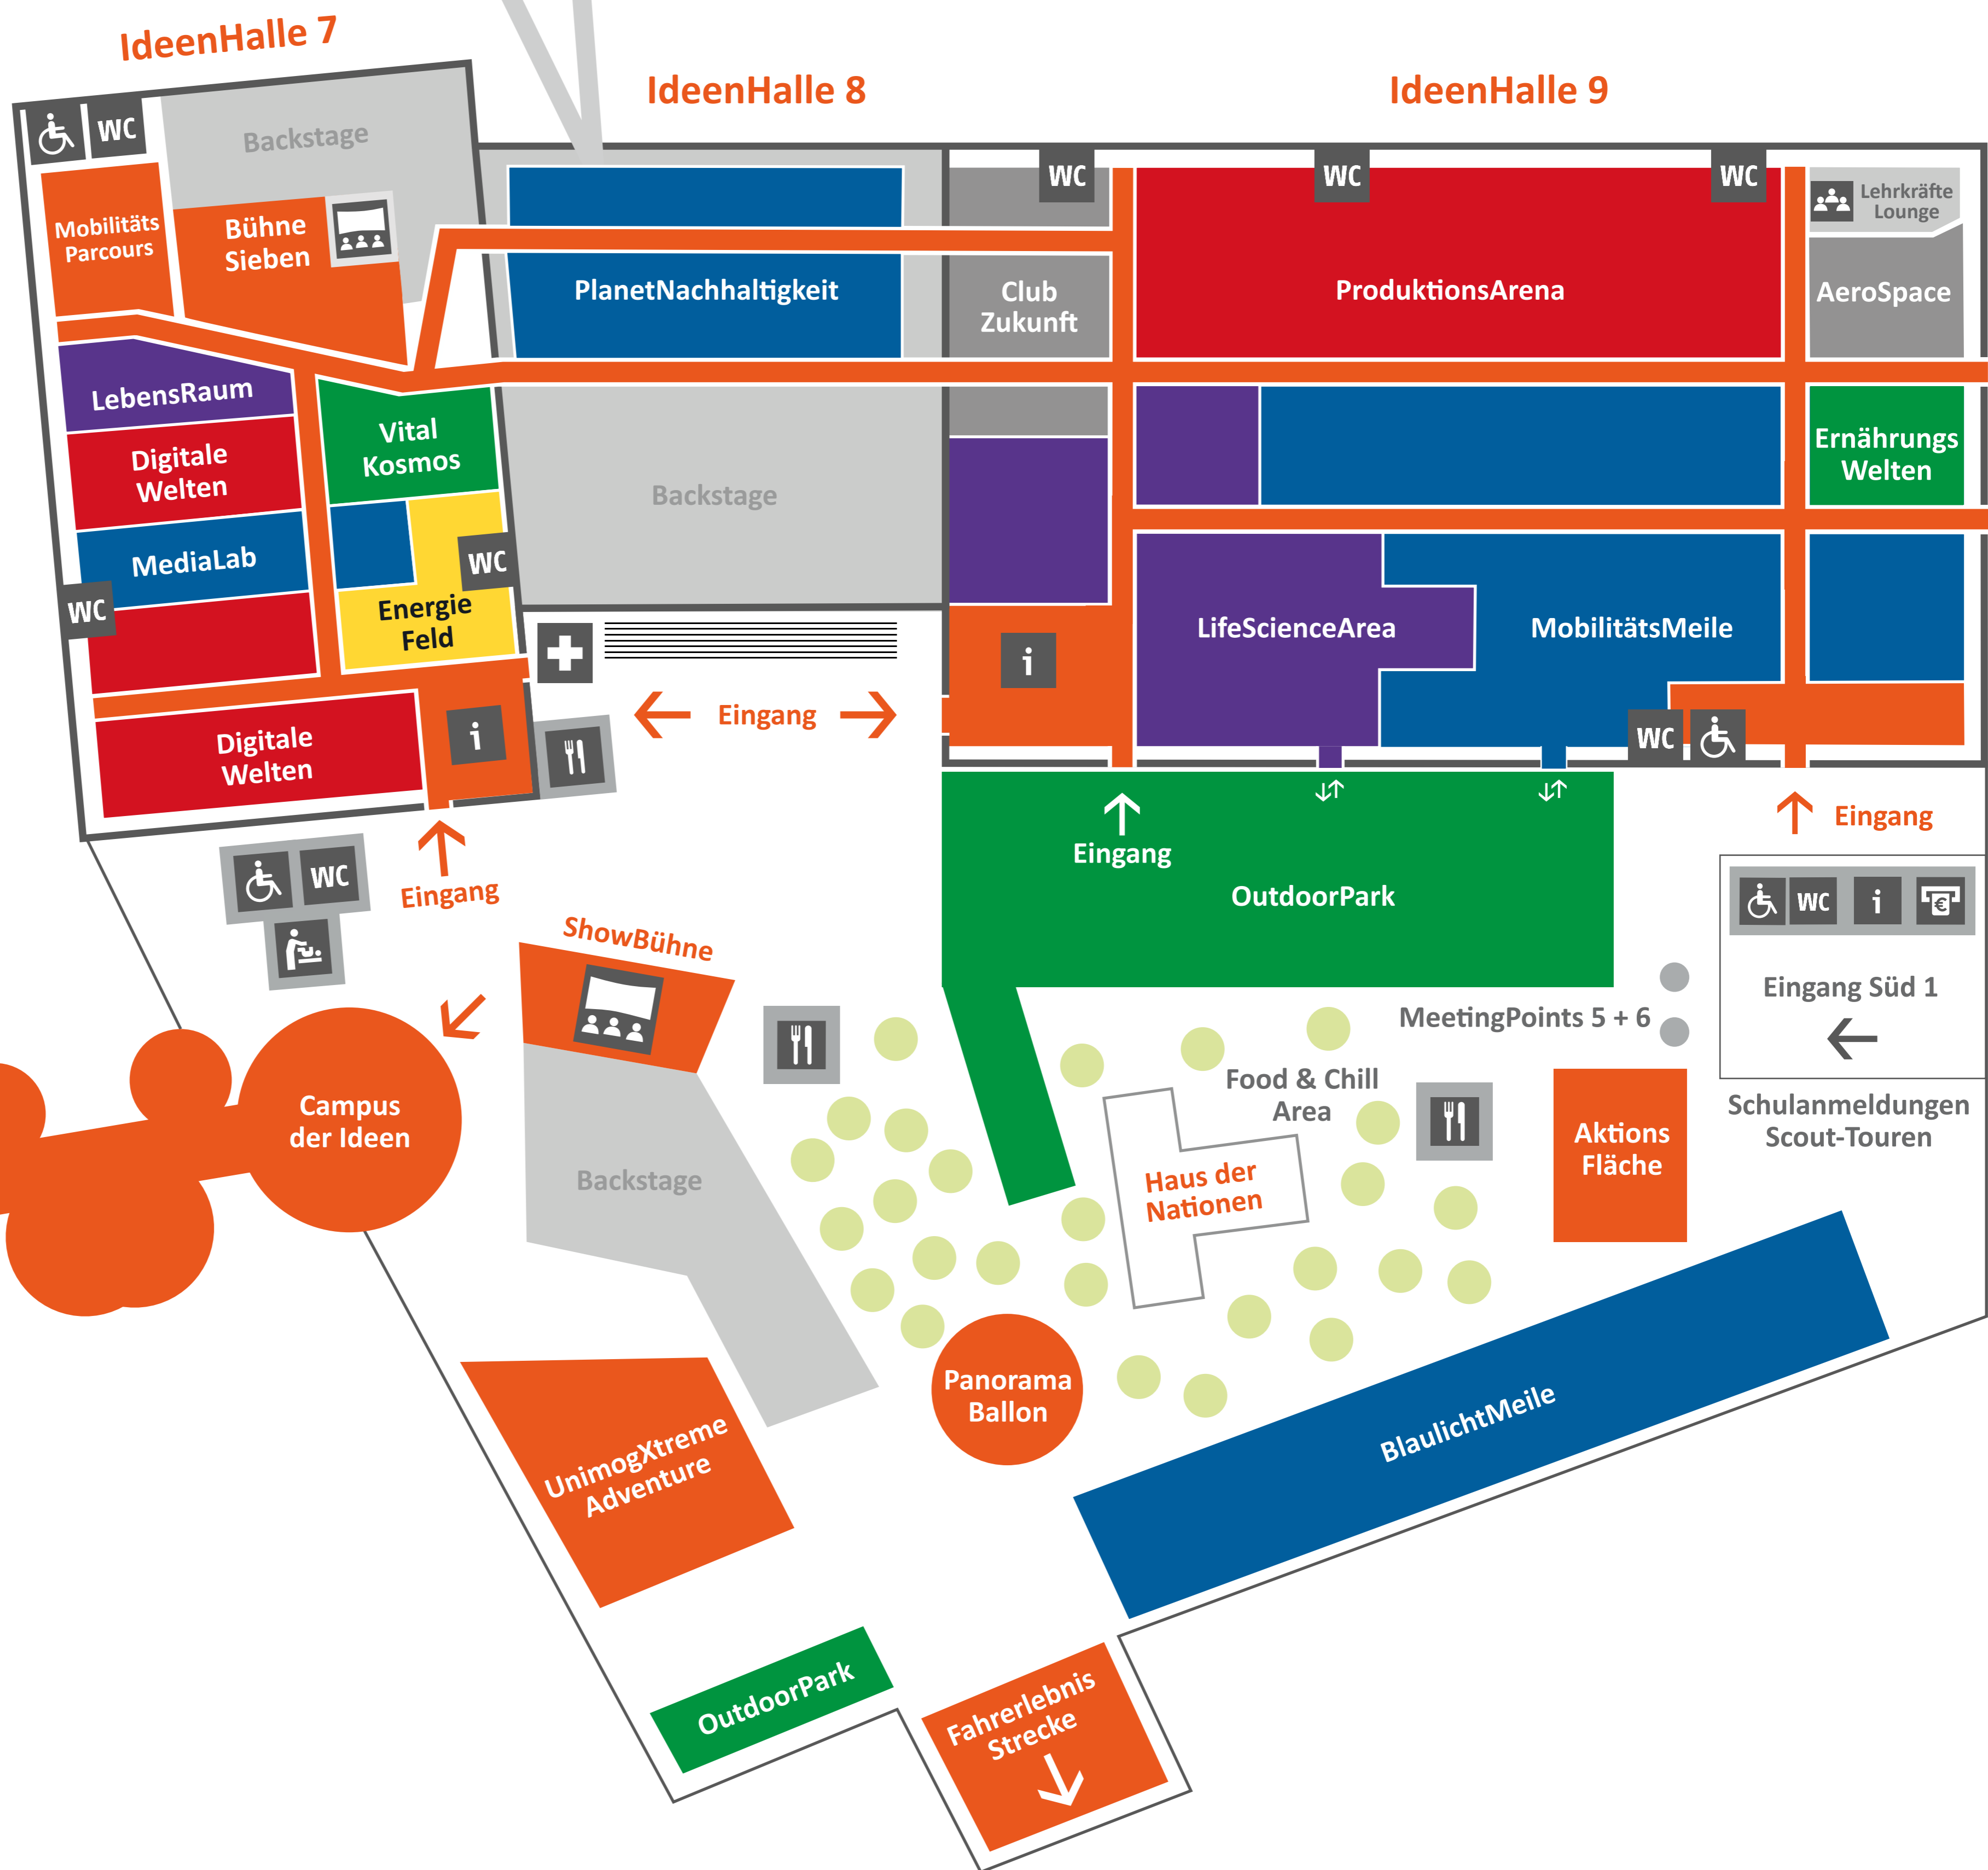 IdeenHalle 7
IdeenHalle 8
IdeenHalle 9
WC
Backstage
Mobilitäts
Parcours
Bühne
Sieben
PlanetNachhaltigkeit
WC
Club
Zukunft
WC
WC
ProduktionsArena
Lehrkräfte
Lounge
AeroSpace
LebensRaum
Digitale
Welten
MediaLab
WC
Vital
Kosmos
WC
Energie
Feld
Backstage
Ernährungs
Welten
LifeScienceArea
MobilitätsMeile
i
WC
Digitale
Welten
i
Eingang
Eingang
WC
Eingang
OutdoorPark
Eingang
WC
i
€
Eingang Süd 1
Schulanmeldungen
Scout-Touren
MeetingPoints 5 + 6
ShowBühne
Campus
der Ideen
Backstage
Food & Chill
Area
Haus der
Nationen
Aktions
Fläche
Panorama
Ballon
BlaulichtMeile
UnimogXtreme
Adventure
OutdoorPark
Fahrerlebnis
Strecke